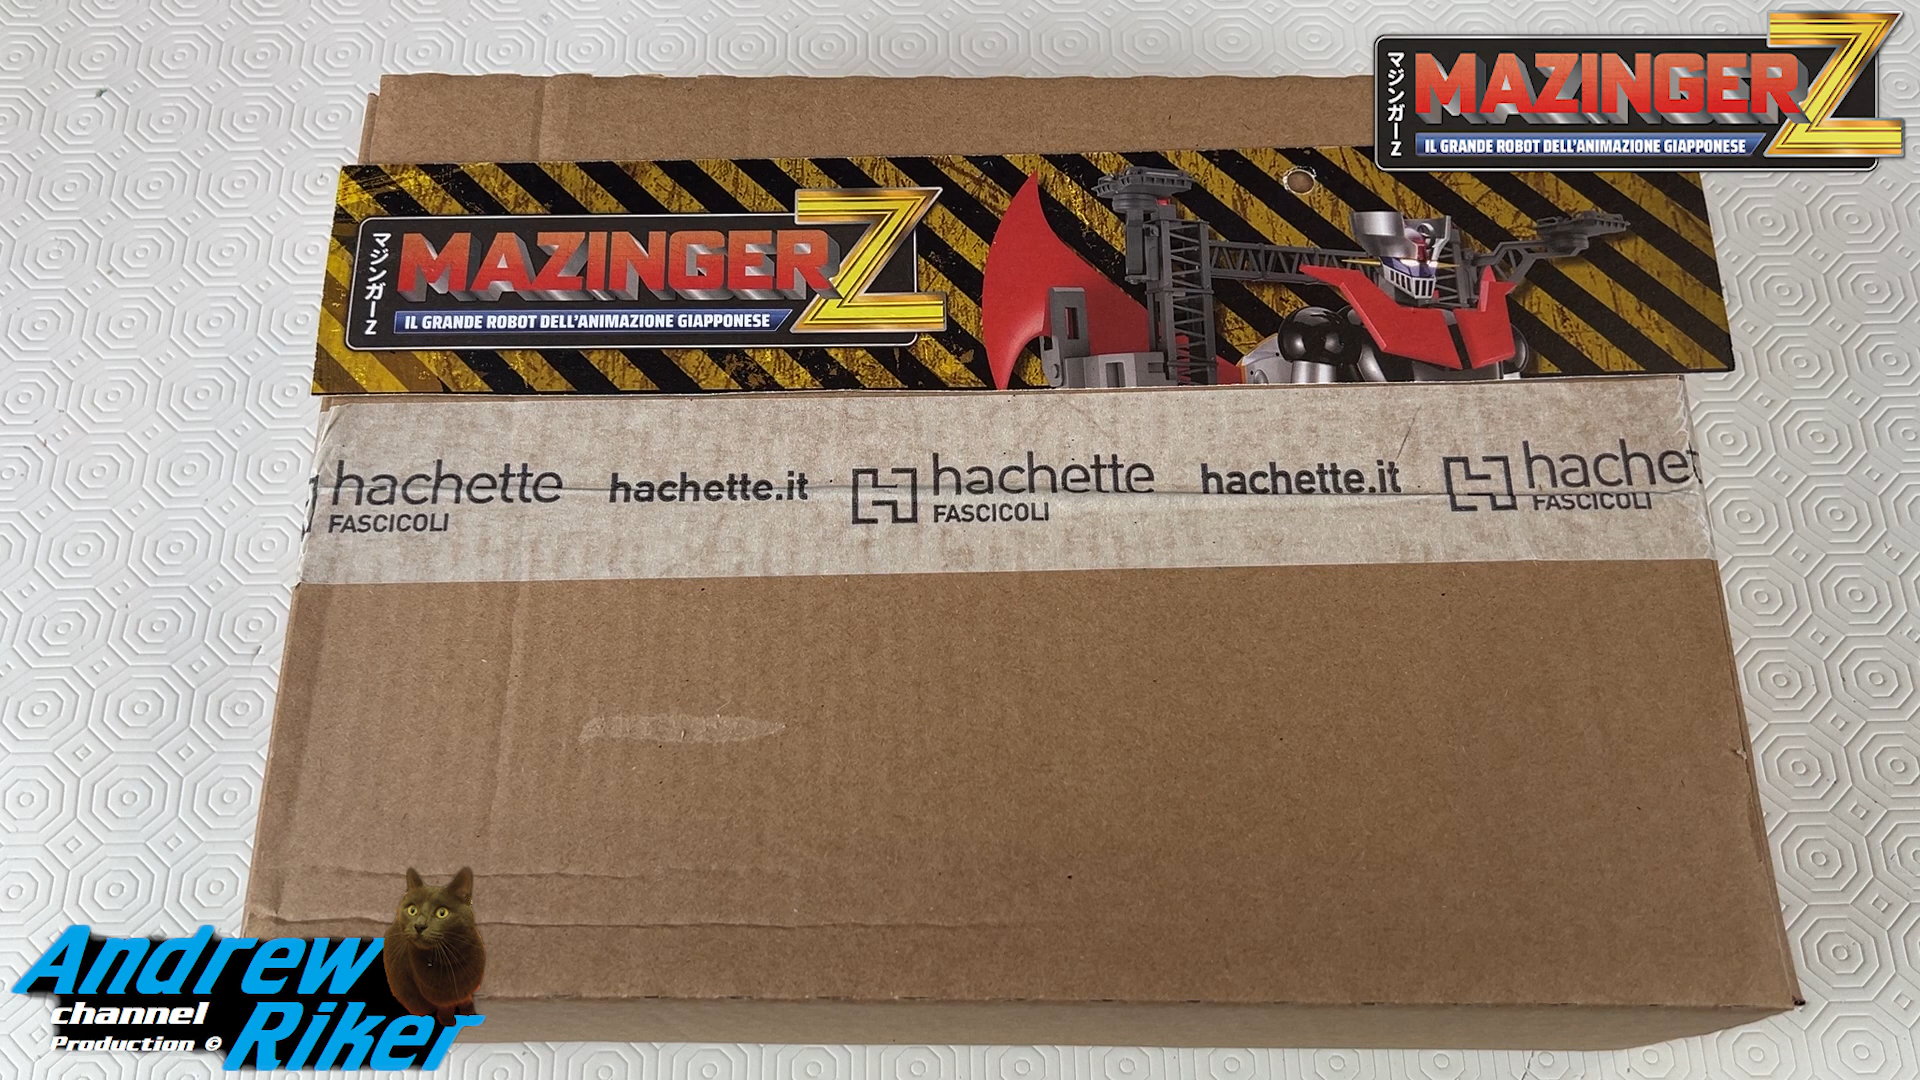 マジンガーZ
MAZINGER Z
IL GRANDE ROBOT DELL'ANIMAZIONE GIAPPONESE
マジンガーZ
MAZINGER Z
IL GRANDE ROBOT DELL'ANIMAZIONE GIAPPONESE
hachette
FASCICOLI
hachette.it
hachette
FASCICOLI
hachette.it
hachet
FASCICOLI
Andrew
channel
Riker
Production ©